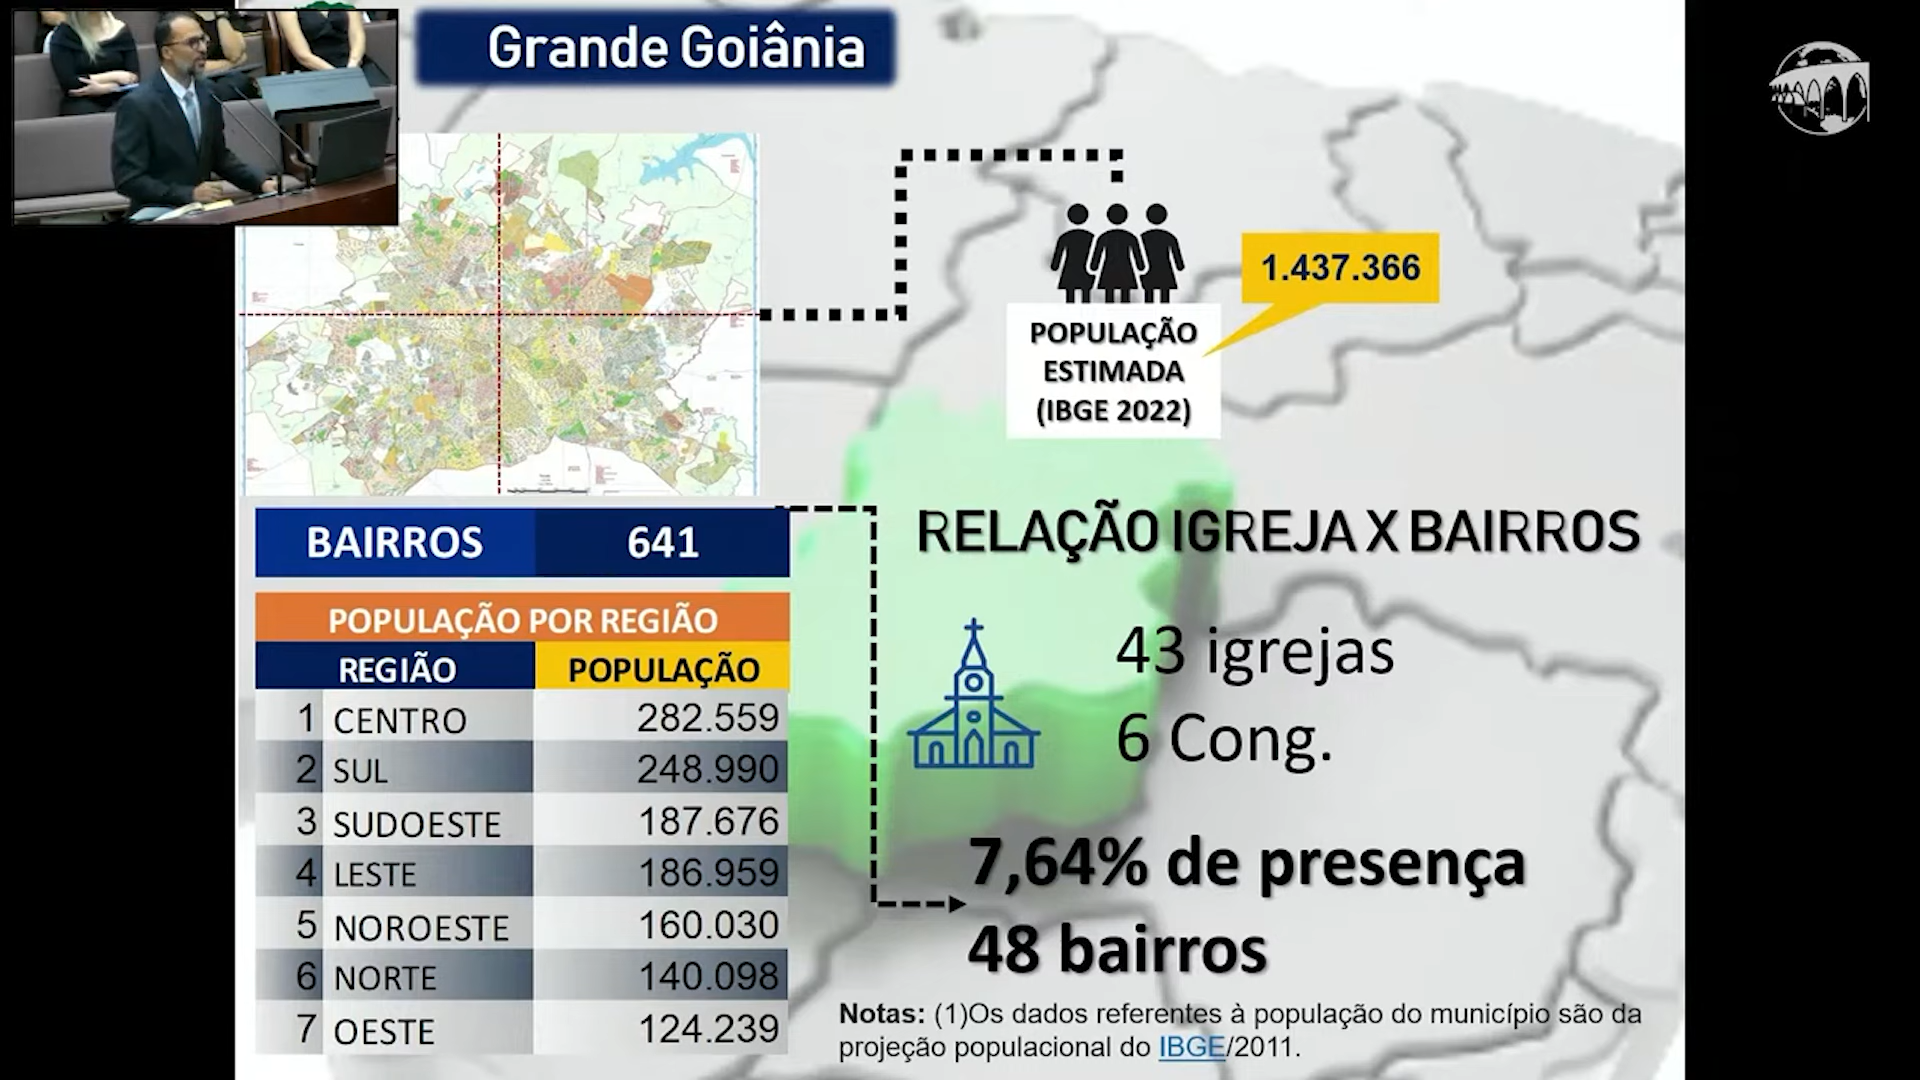 Grande Goiânia
1.437.366
POPULAÇÃO
ESTIMADA
(IBGE 2022)
BAIRROS 641
POPULAÇÃO POR REGIÃO
REGIÃO POPULAÇÃO
1 CENTRO 282.559
2 SUL 248.990
3 SUDOESTE 187.676
4 LESTE 186.959
5 NOROESTE 160.030
6 NORTE 140.098
7 OESTE 124.239
RELAÇÃO IGREJA X BAIRROS
43 igrejas
6 Cong.
7,64% de presença
48 bairros
Notas: (1)Os dados referentes à população do município são da
projeção populacional do IBGE/2011.